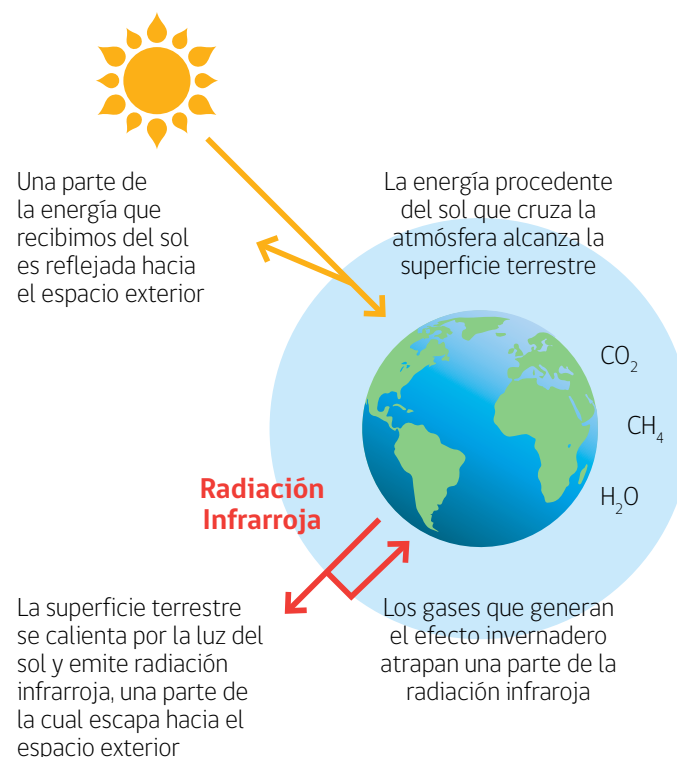 Una parte de
la energía que
recibimos del sol
es reflejada hacia
el espacio exterior
La energía procedente
del sol que cruza la
atmósfera alcanza la
superficie terrestre
CO₂
CH₄
H₂O
Radiación
Infrarroja
La superficie terrestre
se calienta por la luz del
sol y emite radiación
infrarroja, una parte de
la cual escapa hacia el
espacio exterior
Los gases que generan
el efecto invernadero
atrapan una parte de la
radiación infraroja